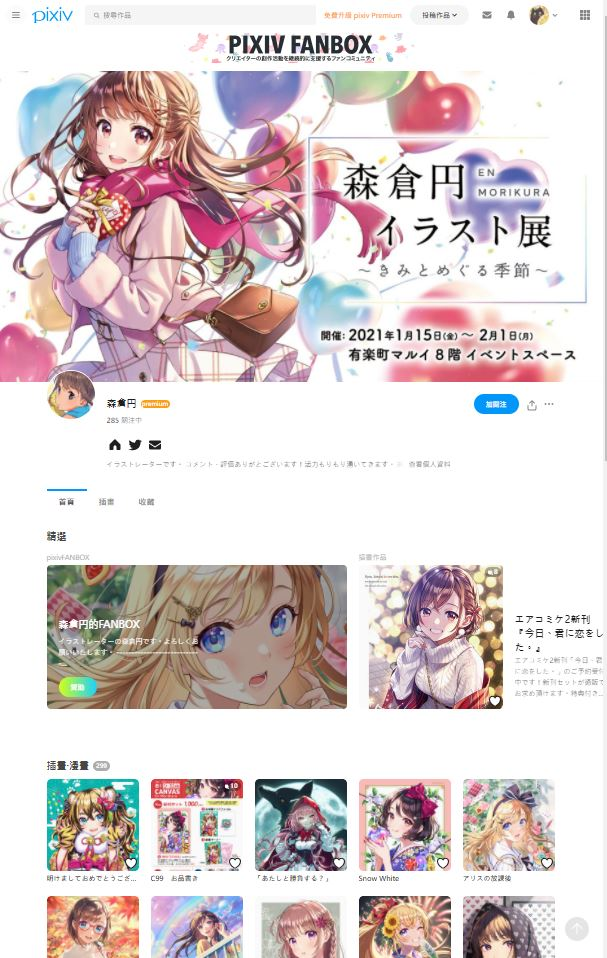 pixiv
搜尋作品
免費升級 pixiv Premium
投稿作品
PIXIV FANBOX
クリエイターの創作活動を継続的に支援するファンコミュニティ
森倉円
EN
MORIKURA
イラスト展
～きみとめぐる季節～
開催: 2021年1月15日(金)～2月1日(月)
有楽町マルイ8階 イベントスペース
森倉円 premium
加關注
285 關注中
イラストレーターです・コメント・評価ありがとございます！活力もりもり湧いてきます・ 查看個人資料
首頁
插畫
收藏
精選
pixivFANBOX
插畫作品
森倉円的FANBOX
イラストレーターの森倉円です・よろしくお
願いいたします・
贊助
8
エアコミケ2新刊
『今日、君に恋をし
た。』
エアコミケ2新刊「今日、君
に恋をした。」のご予約受付
中です！新刊セットが通販で
お求め頂けます・特典付き...
插畫·漫畫 299
CANVAS
1,000
10
明けましておめでとうござ...
C99 お品書き
「あたしと勝負する？」
Snow White
アリスの放課後